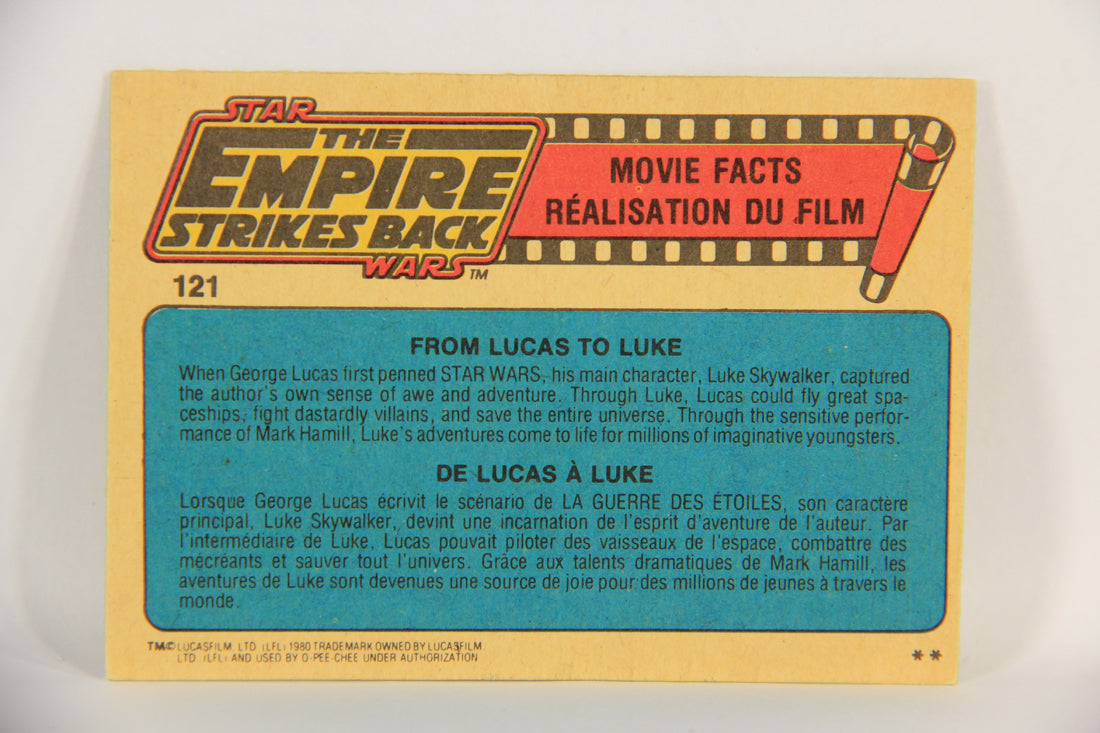 STAR
THE
EMPIRE
STRIKES BACK
WARS™
MOVIE FACTS
RÉALISATION DU FILM
121
FROM LUCAS TO LUKE
When George Lucas first penned STAR WARS, his main character, Luke Skywalker, captured
the author's own sense of awe and adventure. Through Luke, Lucas could fly great spa-
ceships, fight dastardly villains, and save the entire universe. Through the sensitive perfor-
mance of Mark Hamill, Luke's adventures come to life for millions of imaginative youngsters.
DE LUCAS À LUKE
Lorsque George Lucas écrivit le scénario de LA GUERRE DES ÉTOILES, son caractère
principal, Luke Skywalker, devint une incarnation de l'esprit d'aventure de l'auteur. Par
l'intermédiaire de Luke, Lucas pouvait piloter des vaisseaux de l'espace, combattre des
mécréants et sauver tout l'univers. Grâce aux talents dramatiques de Mark Hamill, les
aventures de Luke sont devenues une source de joie pour des millions de jeunes à travers le
monde.
TM© LUCASFILM, LTD (LFL) 1980 TRADEMARK OWNED BY LUCASFILM
LTD (LFL) AND USED BY O-PEE-CHEE UNDER AUTHORIZATION
**